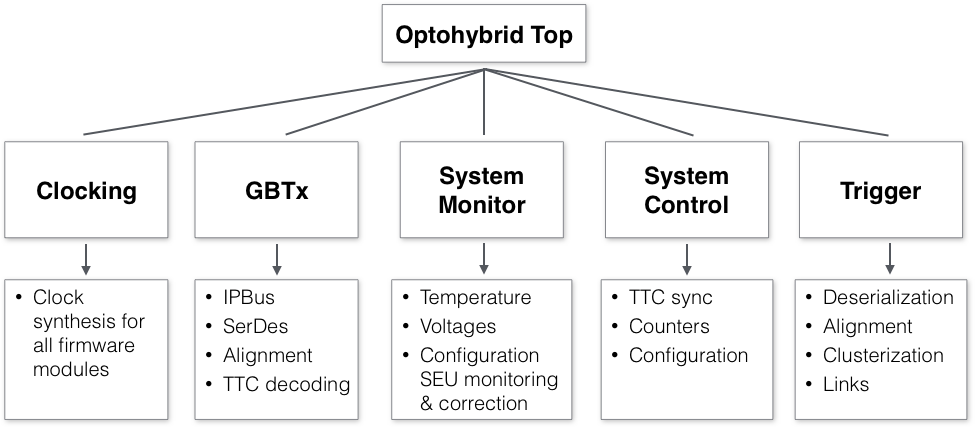 Optohybrid Top
Clocking
GBTx
System
Monitor
System
Control
Trigger
• Clock
synthesis for
all firmware
modules
• IPBus
• SerDes
• Alignment
• TTC decoding
• Temperature
• Voltages
• Configuration
SEU monitoring
& correction
• TTC sync
• Counters
• Configuration
• Deserialization
• Alignment
• Clusterization
• Links